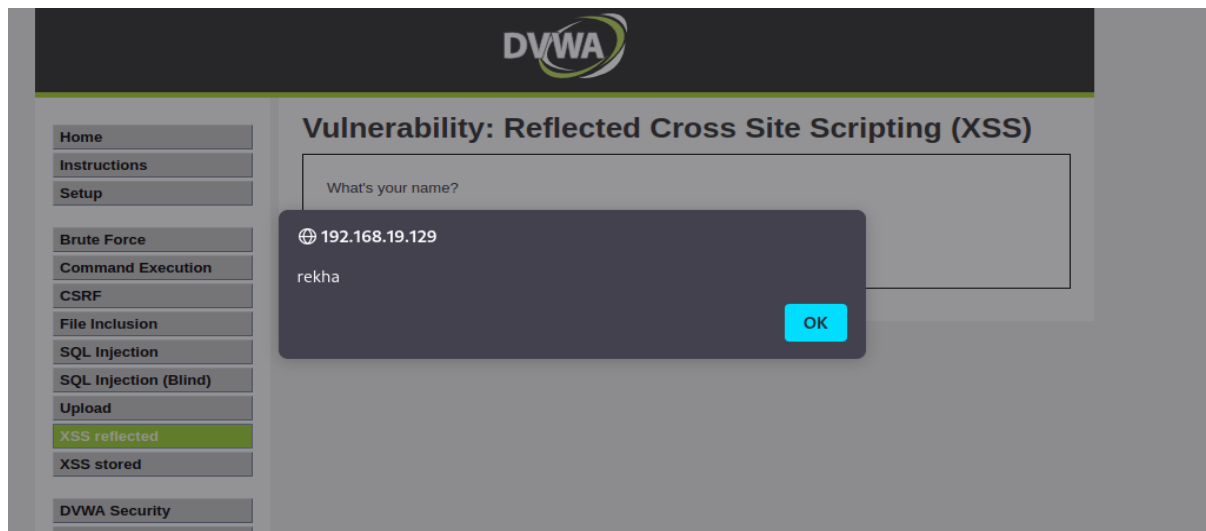 DVWA
Home
Instructions
Setup
Brute Force
Command Execution
CSRF
File Inclusion
SQL Injection
SQL Injection (Blind)
Upload
XSS reflected
XSS stored
DVWA Security
Vulnerability: Reflected Cross Site Scripting (XSS)
What's your name?
192.168.19.129
rekha
OK